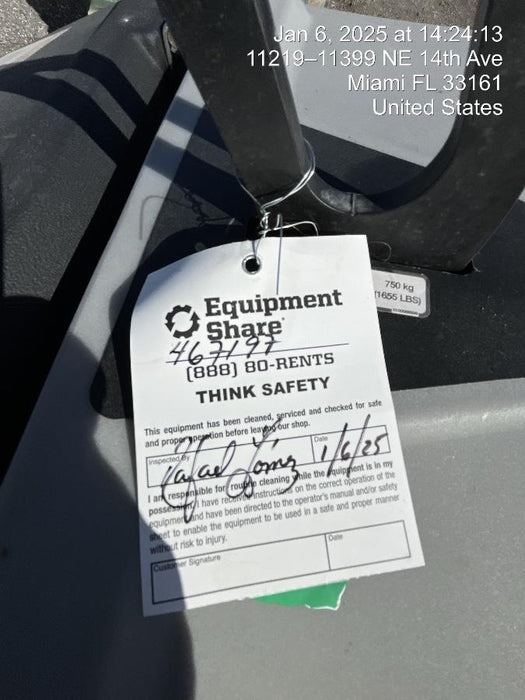 Jan 6, 2025 at 14:24:13
11219–11399 NE 14th Ave
Miami FL 33161
United States
750 kg
(1655 LBS)
Equipment
Share
467197
(888) 80-RENTS
THINK SAFETY
This equipment has been cleaned, serviced and checked for safe
and proper operation before leaving our shop.
Inspected By
Rafael Gómez
Date
1/6/25
I am responsible for routine cleaning while the equipment is in my
possession. I have received instructions on the correct operation of the
equipment and have been directed to the operator's manual and/or safety
sheet to enable the equipment to be used in a safe and proper manner
without risk to injury.
Customer Signature
Date